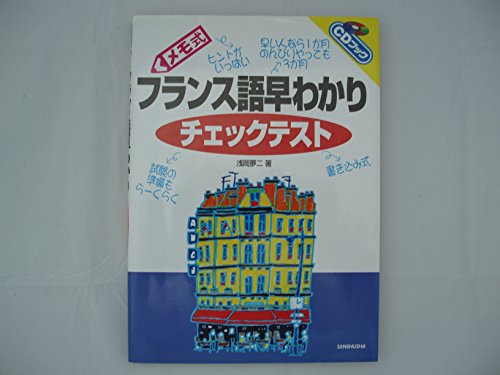 メモ式
CDブック
ヒントが
いっぱい
早い人なら1か月
のんびりやっても
3か月
フランス語早わかり
チェックテスト
浅岡夢二 著
試験の
準備も
らーくらく
書き込み式
SANSHUSHA